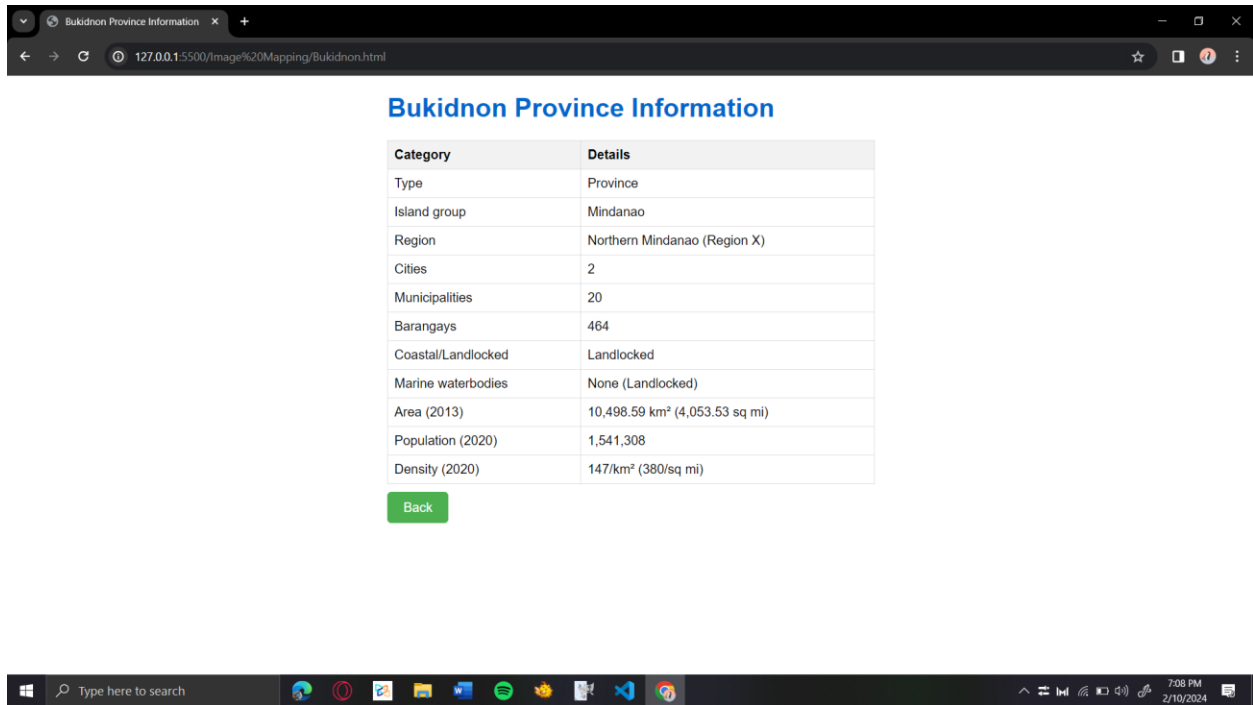 Bukidnon Province Information
127.0.0.1:5500/Image%20Mapping/Bukidnon.html
Bukidnon Province Information
Category Details
Type Province
Island group Mindanao
Region Northern Mindanao (Region X)
Cities 2
Municipalities 20
Barangays 464
Coastal/Landlocked Landlocked
Marine waterbodies None (Landlocked)
Area (2013) 10,498.59 km² (4,053.53 sq mi)
Population (2020) 1,541,308
Density (2020) 147/km² (380/sq mi)
Back
Type here to search
7:08 PM
2/10/2024